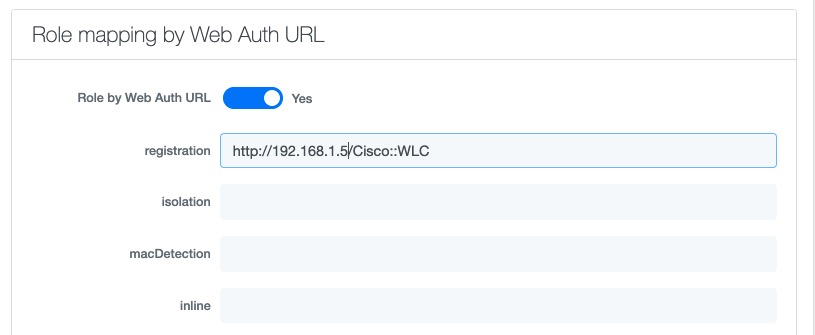 Role mapping by Web Auth URL
Role by Web Auth URL Yes
registration http://192.168.1.5/Cisco::WLC
isolation
macDetection
inline